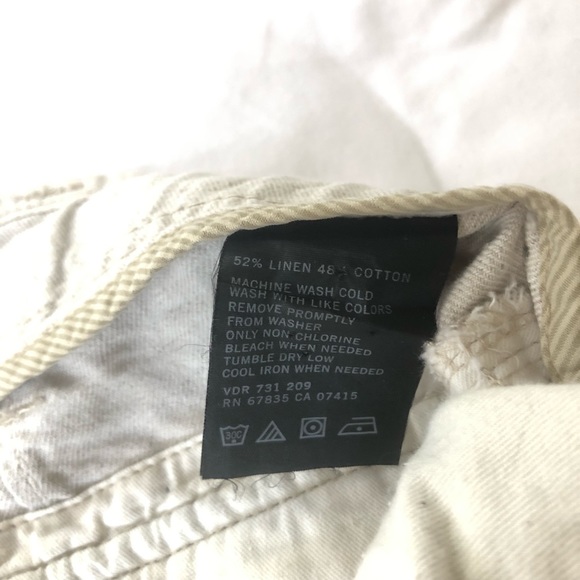 52% LINEN 48% COTTON
MACHINE WASH COLD
WASH WITH LIKE COLORS
REMOVE PROMPTLY
FROM WASHER
ONLY NON CHLORINE
BLEACH WHEN NEEDED
TUMBLE DRY LOW
COOL IRON WHEN NEEDED
VDR 731 209
RN 67835 CA 07415
30C